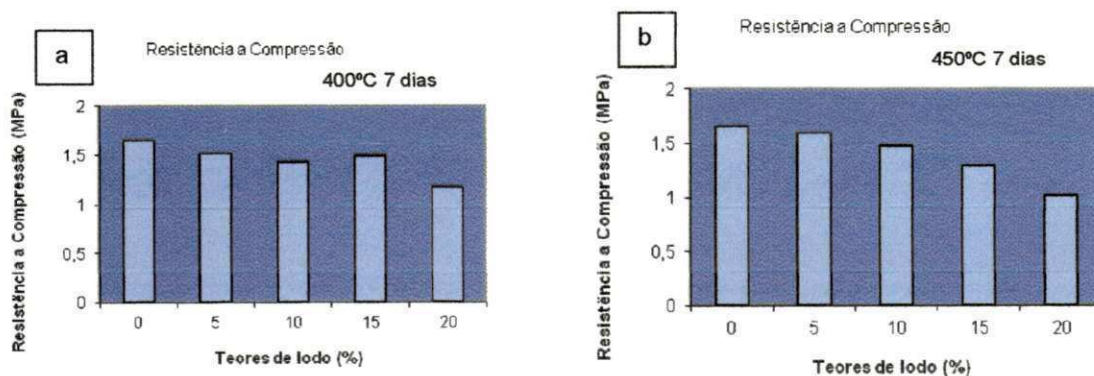 a
Resistência a Compressão
400ºC 7 dias
Resistência a Compressão (MPa)
2
1,5
1
0,5
0
0 5 10 15 20
Teores de lodo (%)
b
Resistência a Compressão
450ºC 7 dias
Resistência a Compressão (MPa)
2
1,5
1
0,5
0
0 5 10 15 20
Teores de lodo (%)